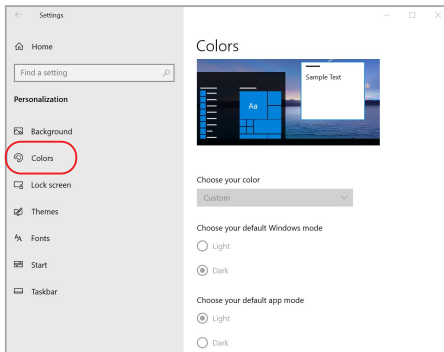 Settings
Home
Find a setting
Personalization
Background
Colors
Lock screen
Themes
Fonts
Start
Taskbar
Colors
Sample Text
Aa
Choose your color
Custom
Choose your default Windows mode
Light
Dark
Choose your default app mode
Light
Dark